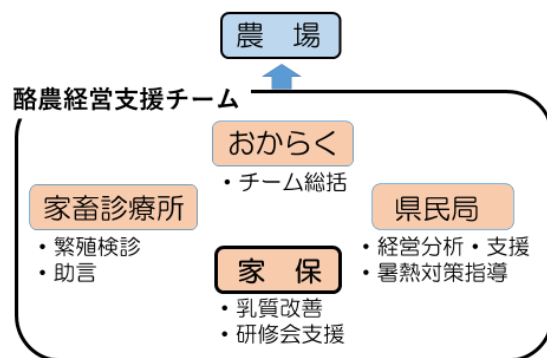 農　場
酪農経営支援チーム
おからく
・チーム総括
家畜診療所
・繁殖検診
・助言
県民局
・経営分析・支援
・暑熱対策指導
家　保
・乳質改善
・研修会支援